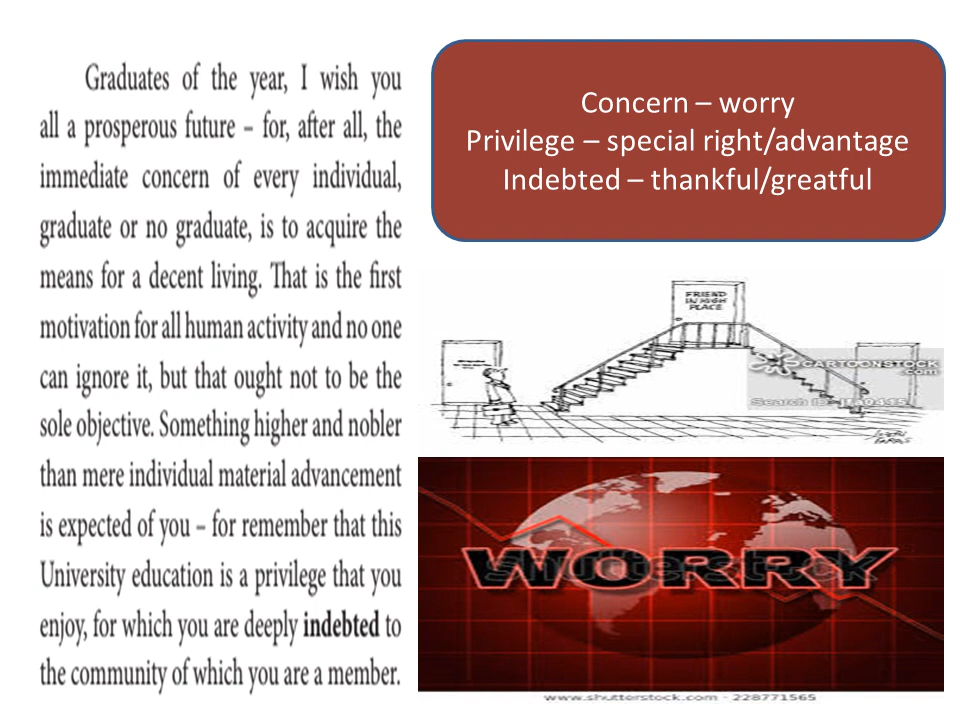 Graduates of the year, I wish you
all a prosperous future – for, after all, the
immediate concern of every individual,
graduate or no graduate, is to acquire the
means for a decent living. That is the first
motivation for all human activity and no one
can ignore it, but that ought not to be the
sole objective. Something higher and nobler
than mere individual material advancement
is expected of you – for remember that this
University education is a privilege that you
enjoy, for which you are deeply indebted to
the community of which you are a member.
Concern – worry
Privilege – special right/advantage
Indebted – thankful/greatful
FRIEND
IN HIGH
PLACE
CARTOONSTOCK
.com
Search ID:
WORRY
shutterstock
www.shutterstock.com - 228771565